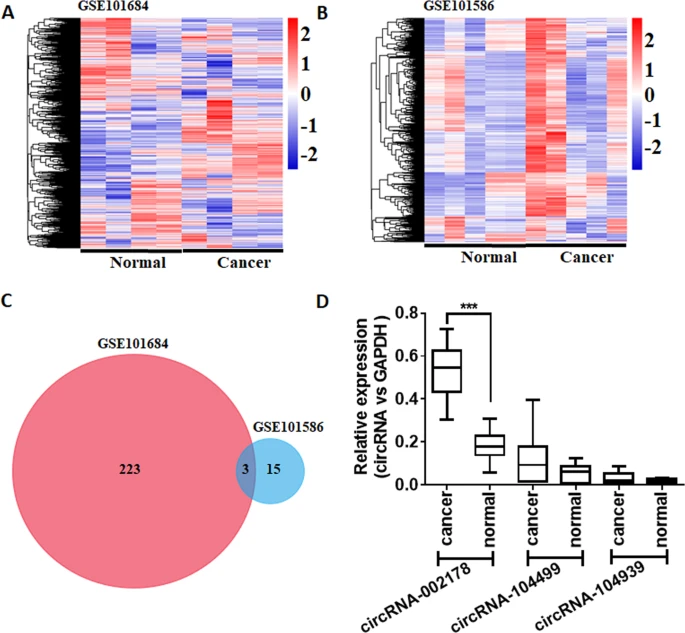 A
GSE101684
2
1
0
-1
-2
Normal
Cancer
B
GSE101586
2
1
0
-1
-2
Normal
Cancer
C
GSE101684
GSE101586
223
3
15
D
Relative expression
(circRNA vs GAPDH )
0.8
0.6
0.4
0.2
0.0
***
cancer
normal
cancer
normal
cancer
normal
circRNA-002178
circRNA-104499
circRNA-104939